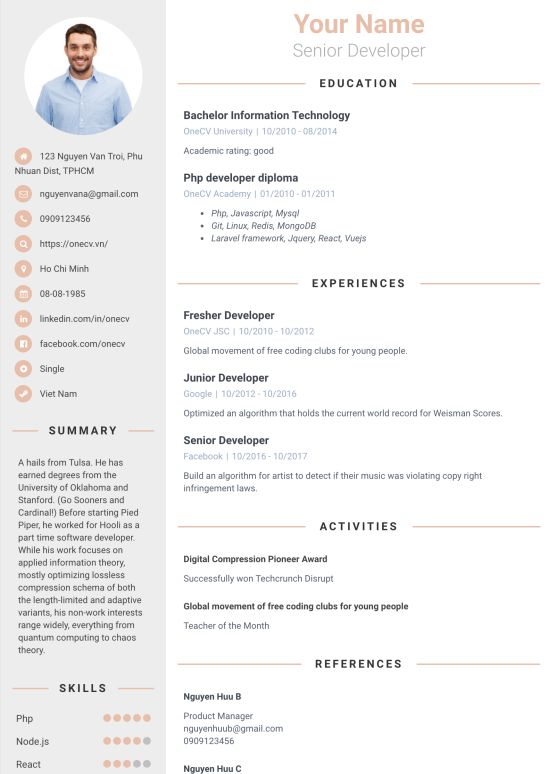 123 Nguyen Van Troi, Phu
Nhuan Dist, TPHCM
nguyenvana@gmail.com
0909123456
https://onecv.vn/
Ho Chi Minh
08-08-1985
linkedin.com/in/onecv
facebook.com/onecv
Single
Viet Nam
SUMMARY
A hails from Tulsa. He has
earned degrees from the
University of Oklahoma and
Stanford. (Go Sooners and
Cardinal!) Before starting Pied
Piper, he worked for Hooli as a
part time software developer.
While his work focuses on
applied information theory,
mostly optimizing lossless
compression schema of both
the length-limited and adaptive
variants, his non-work interests
range widely, everything from
quantum computing to chaos
theory.
SKILLS
Php
Node.js
React
Your Name
Senior Developer
EDUCATION
Bachelor Information Technology
OneCV University | 10/2010 - 08/2014
Academic rating: good
Php developer diploma
OneCV Academy | 01/2010 - 01/2011
• Php, Javascript, Mysql
• Git, Linux, Redis, MongoDB
• Laravel framework, Jquery, React, Vuejs
EXPERIENCES
Fresher Developer
OneCV JSC | 10/2010 - 10/2012
Global movement of free coding clubs for young people.
Junior Developer
Google | 10/2012 - 10/2016
Optimized an algorithm that holds the current world record for Weisman Scores.
Senior Developer
Facebook | 10/2016 - 10/2017
Build an algorithm for artist to detect if their music was violating copy right
infringement laws.
ACTIVITIES
Digital Compression Pioneer Award
Successfully won Techcrunch Disrupt
Global movement of free coding clubs for young people
Teacher of the Month
REFERENCES
Nguyen Huu B
Product Manager
nguyenhuub@gmail.com
0909123456
Nguyen Huu C